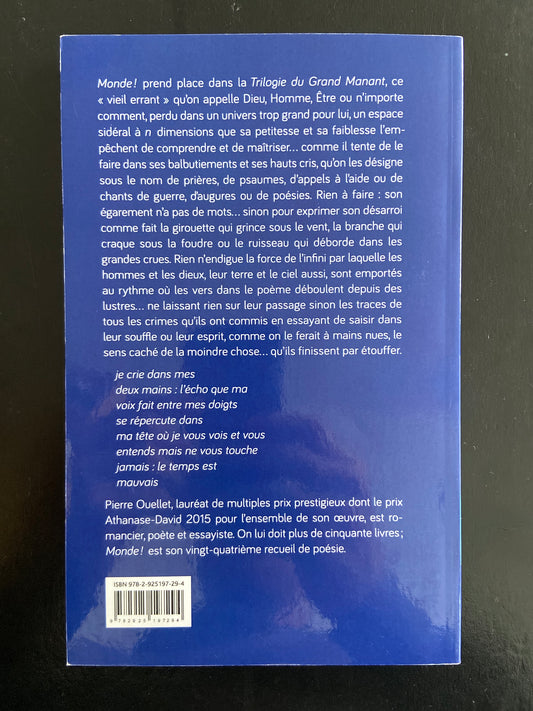 Monde ! prend place dans la Trilogie du Grand Manant, ce
« vieil errant » qu'on appelle Dieu, Homme, Être ou n'importe
comment, perdu dans un univers trop grand pour lui, un espace
sidéral à n dimensions que sa petitesse et sa faiblesse l'em-
pêchent de comprendre et de maîtriser... comme il tente de le
faire dans ses balbutiements et ses hauts cris, qu'on les désigne
sous le nom de prières, de psaumes, d'appels à l'aide ou de
chants de guerre, d'augures ou de poésies. Rien à faire : son
égarement n'a pas de mots... sinon pour exprimer son désarroi
comme fait la girouette qui grince sous le vent, la branche qui
craque sous la foudre ou le ruisseau qui déborde dans les
grandes crues. Rien n'endigue la force de l'infini par laquelle les
hommes et les dieux, leur terre et le ciel aussi, sont emportés
au rythme où les vers dans le poème déboulent depuis des
lustres... ne laissant rien sur leur passage sinon les traces de
tous les crimes qu'ils ont commis en essayant de saisir dans
leur souffle ou leur esprit, comme on le ferait à mains nues, le
sens caché de la moindre chose... qu'ils finissent par étouffer.
je crie dans mes
deux mains : l'écho que ma
voix fait entre mes doigts
se répercute dans
ma tête où je vous vois et vous
entends mais ne vous touche
jamais : le temps est
mauvais
Pierre Ouellet, lauréat de multiples prix prestigieux dont le prix
Athanase-David 2015 pour l'ensemble de son œuvre, est ro-
mancier, poète et essayiste. On lui doit plus de cinquante livres ;
Monde ! est son vingt-quatrième recueil de poésie.
ISBN 978-2-925197-29-4
9 782925 197294